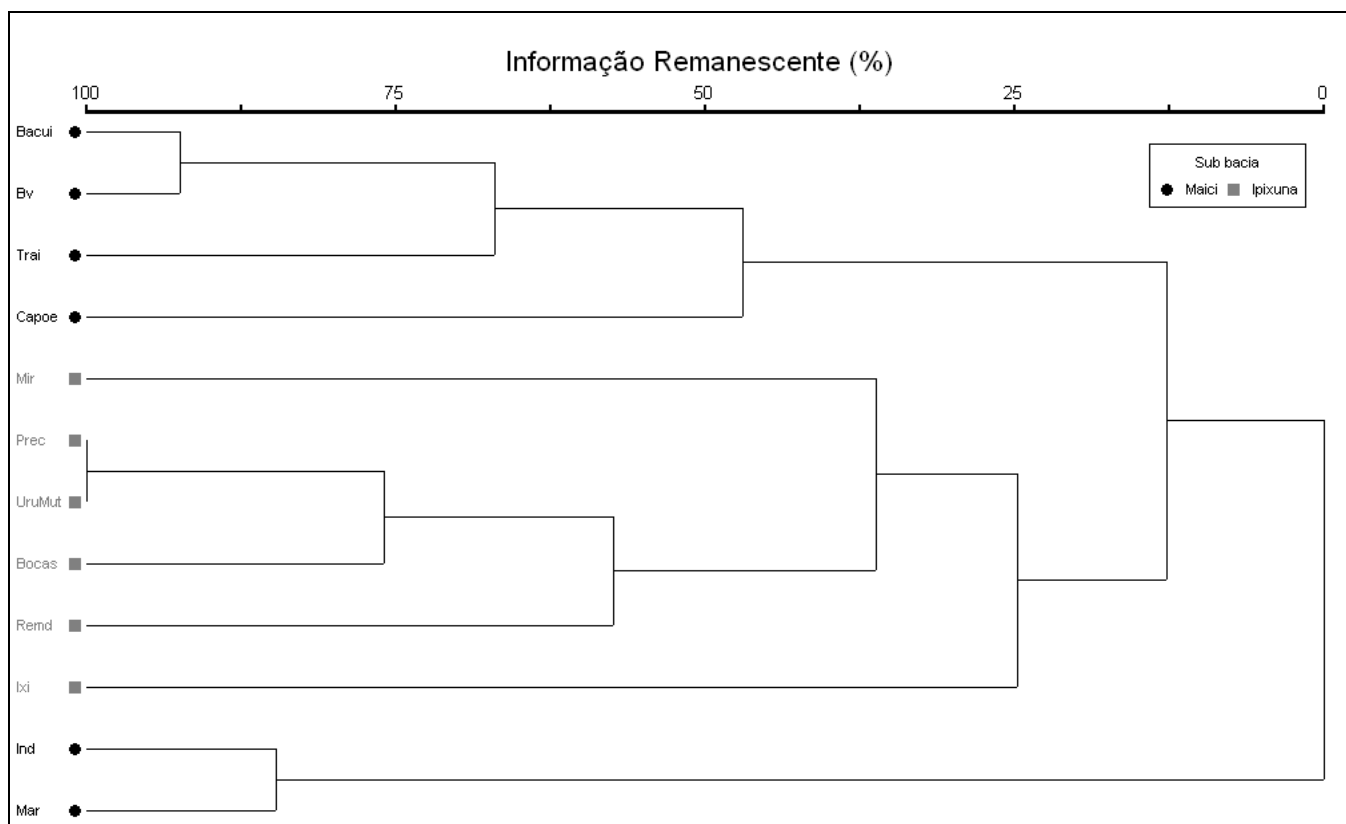 Informação Remanescente (%)
100 75 50 25 0
Bacui
Sub bacia
Maici Ipixuna
Bv
Trai
Capoe
Mir
Prec
UruMut
Bocas
Remd
Ixi
Ind
Mar